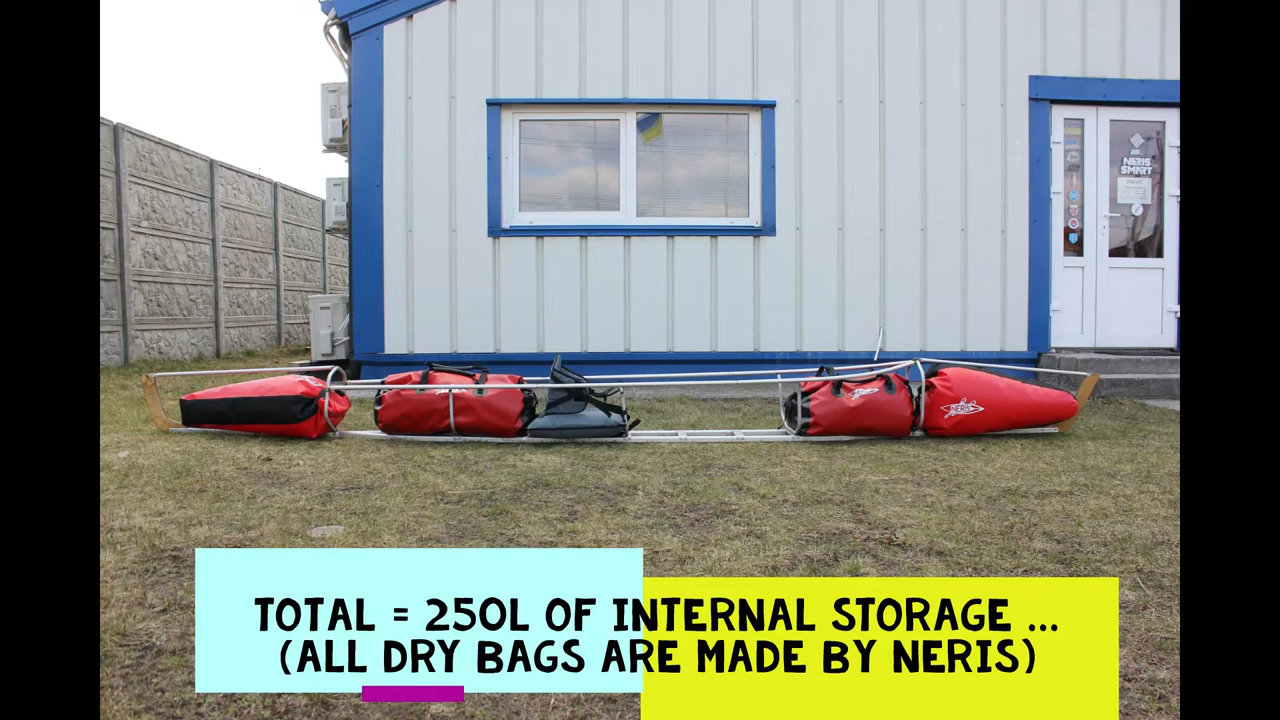 NERIS
SMART
NERIS
TOTAL = 250L OF INTERNAL STORAGE ...
(ALL DRY BAGS ARE MADE BY NERIS)